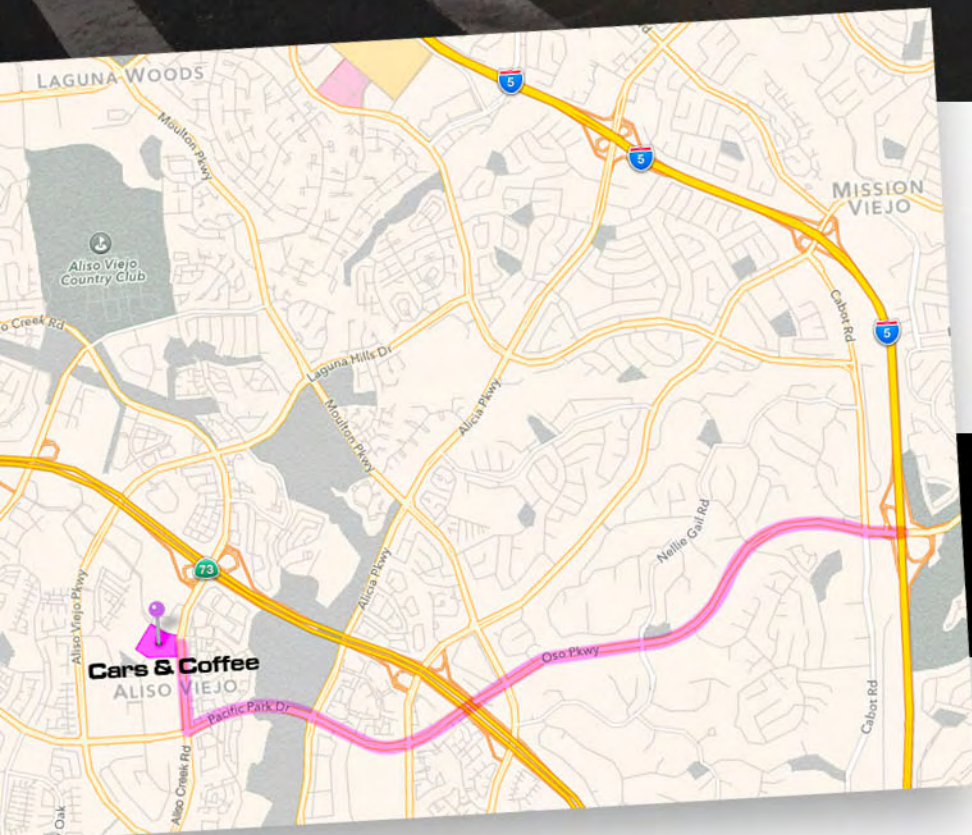 LAGUNA WOODS
5
Moulton Pkwy
5
MISSION
VIEJO
Aliso Viejo
Country Club
o Creek Rd
Cabot Rd
5
Laguna Hills Dr
Moulton Pkwy
Alicia Pkwy
Nellie Gail Rd
73
Alicia Pkwy
Aliso Viejo Pkwy
Cars & Coffee
ALISO VIEJO
Oso Pkwy
Pacific Park Dr
Cabot Rd
Aliso Creek Rd
Oak